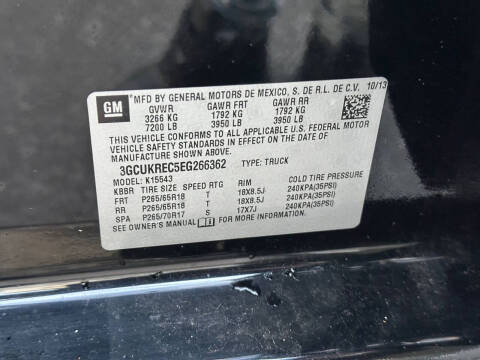 GM MFD BY GENERAL MOTORS DE MEXICO, S. DE R.L. DE C.V. 10/13
GVWR GAWR FRT GAWR RR
3266 KG 1792 KG 1792 KG
7200 LB 3950 LB 3950 LB
THIS VEHICLE CONFORMS TO ALL APPLICABLE U.S. FEDERAL MOTOR
VEHICLE SAFETY STANDARDS IN EFFECT ON THE DATE OF
MANUFACTURE SHOWN ABOVE.
3GCUKREC5EG266362 TYPE: TRUCK
MODEL: K15543
KBBR TIRE SIZE SPEED RTG RIM COLD TIRE PRESSURE
FRT P265/65R18 T 18X8.5J 240KPA(35PSI)
RR P265/65R18 T 18X8.5J 240KPA(35PSI)
SPA P265/70R17 S 17X7J 240KPA(35PSI)
SEE OWNER'S MANUAL FOR MORE INFORMATION.